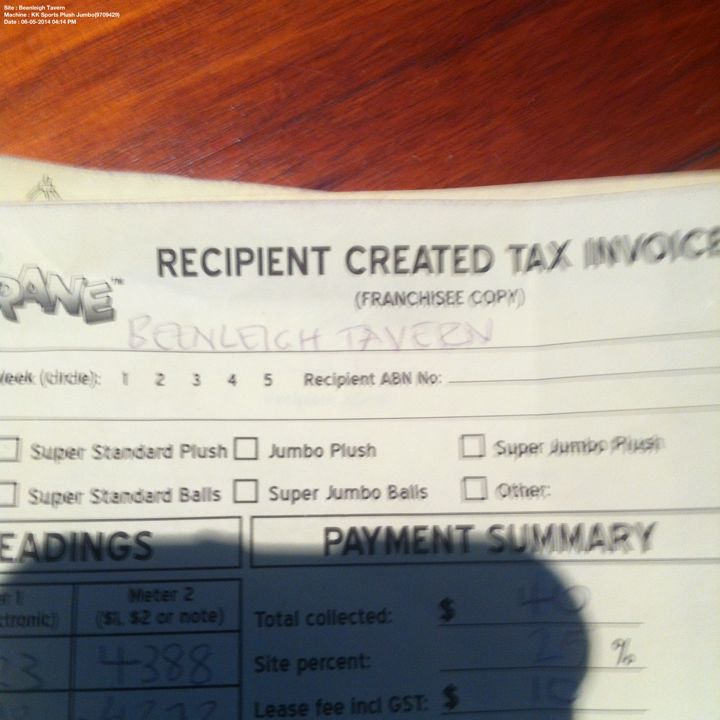 Site : Beenleigh Tavern
Machine : KK Sports Plush Jumbo(9709429)
Date : 06-05-2014 04:14 PM
RECIPIENT CREATED TAX INVOICE
(FRANCHISEE COPY)
RANE™
BEENLEIGH TAVERN
Week (circle): 1 2 3 4 5 Recipient ABN No:
Super Standard Plush Jumbo Plush Super Jumbo Plush
Super Standard Balls Super Jumbo Balls Other:
EADINGS PAYMENT SUMMARY
Meter 2
($1, $2 or note)
Total collected: $ 40
4388
Site percent: 25 %
Lease fee incl GST: $ 10